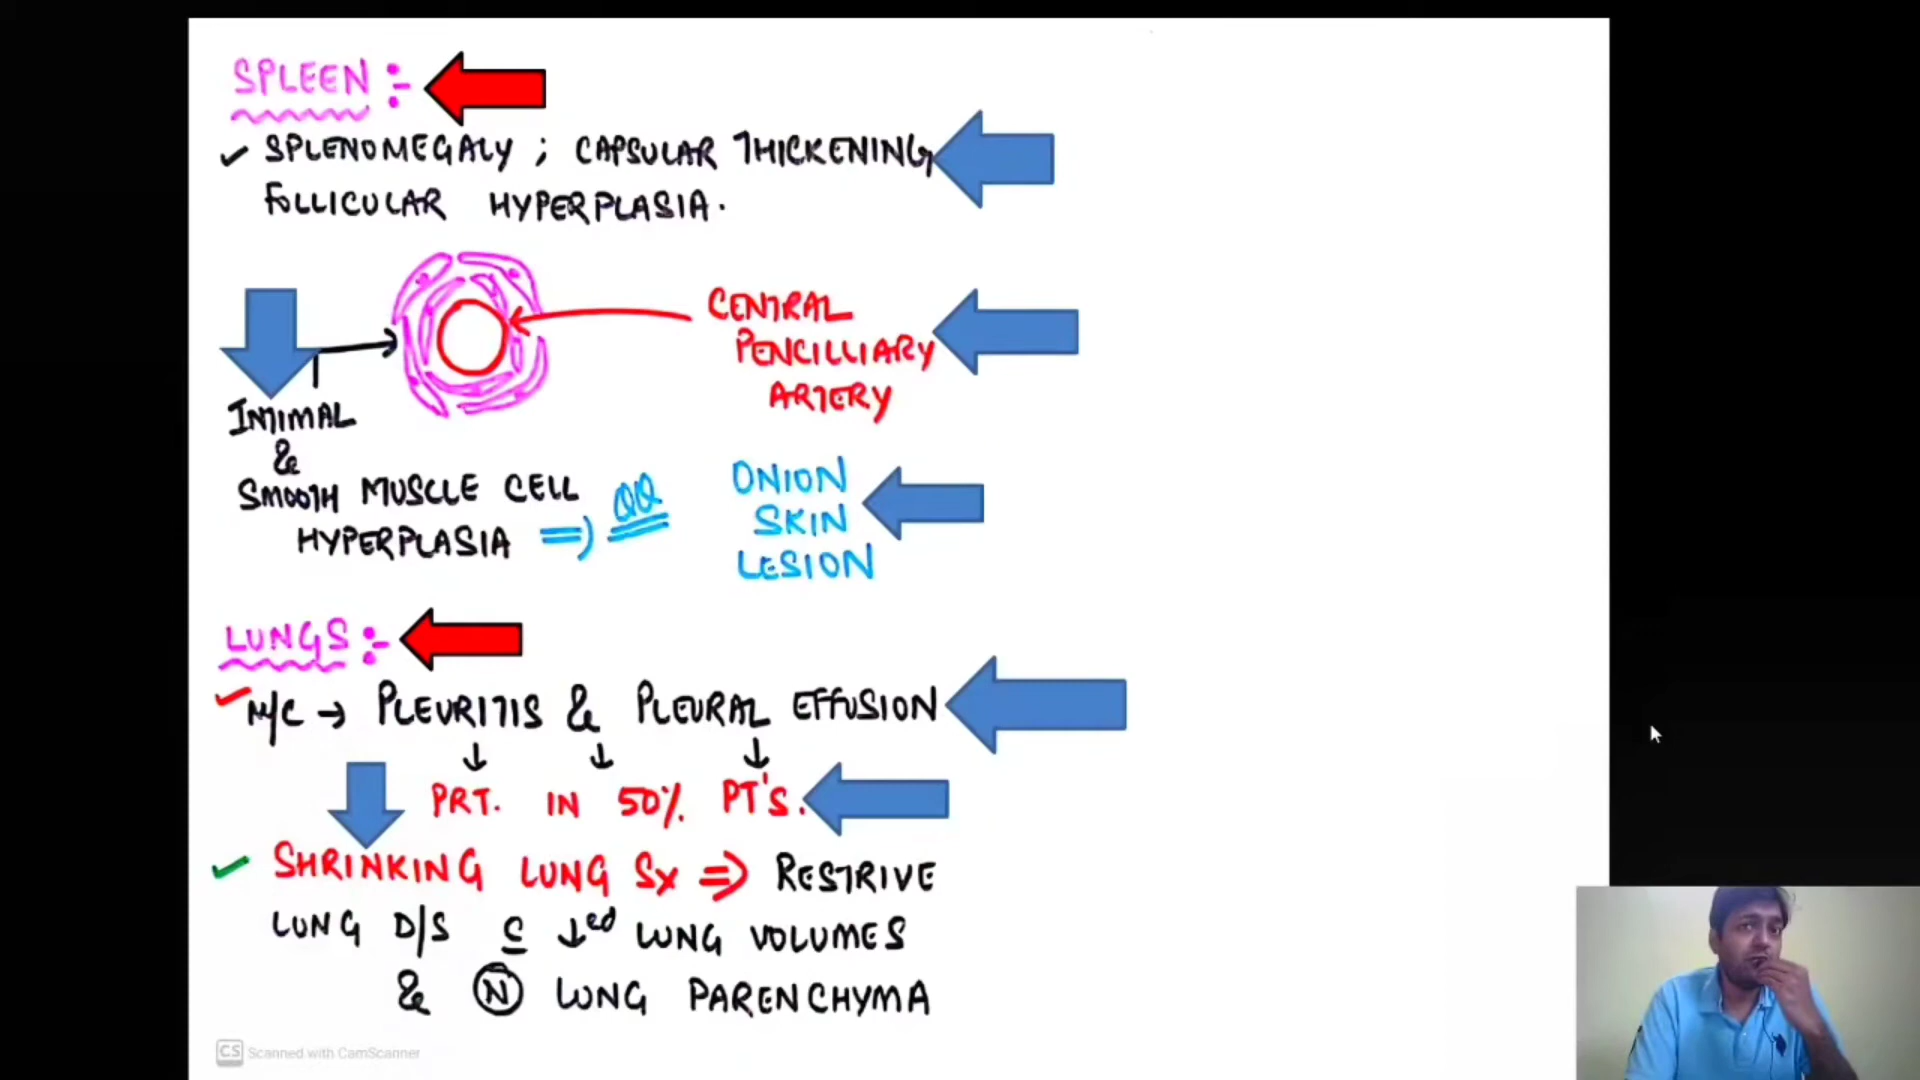 SPLEEN :-
✓ SPLENOMEGALY ; CAPSULAR THICKENING
FOLLICULAR HYPERPLASIA.
CENTRAL
PENCILLIARY
ARTERY
INTIMAL
&
SMOOTH MUSCLE CELL
HYPERPLASIA ⇒ QQ
ONION
SKIN
LESION
LUNGS :-
✓ M/C → PLEURITIS & PLEURAL EFFUSION
↓ ↓ ↓
PRT. IN 50% PT'S.
✓ SHRINKING LUNG Sx ⇒ RESTRIVE
LUNG D/S C ↓ed LUNG VOLUMES
& N LUNG PARENCHYMA
CS Scanned with CamScanner